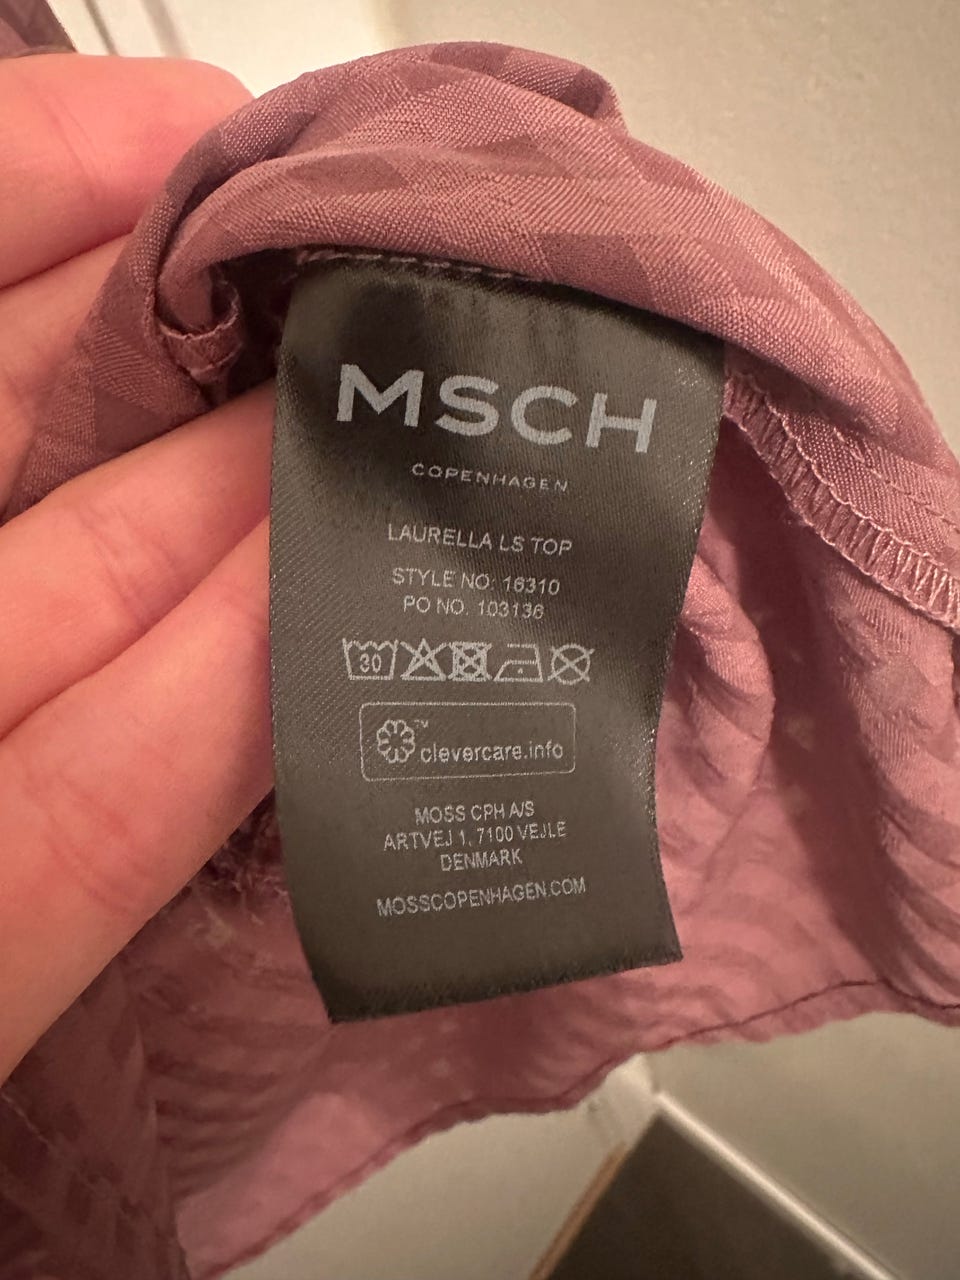 MSCH
COPENHAGEN
LAURELLA LS TOP
STYLE NO: 16310
PO NO. 103136
30
™
clevercare.info
MOSS CPH A/S
ARTVEJ 1, 7100 VEJLE
DENMARK
MOSSCOPENHAGEN.COM